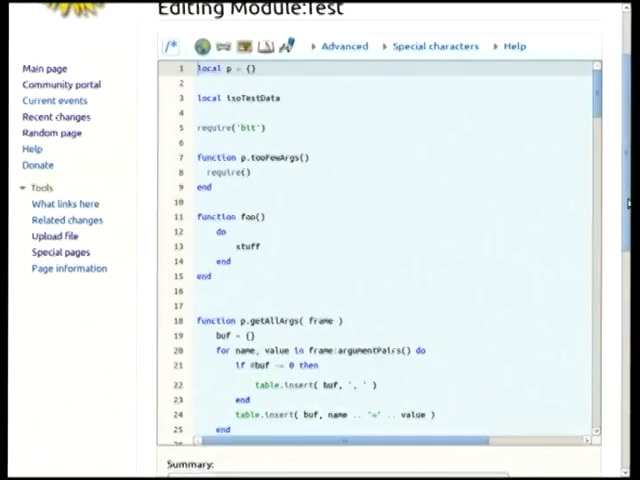 Editing Module:Test
/*
Advanced
Special characters
Help
Main page
Community portal
Current events
Recent changes
Random page
Help
Donate
Tools
What links here
Related changes
Upload file
Special pages
Page information
1 local p = {}
2
3 local isoTestData
4
5 require('bit')
6
7 function p.tooFewArgs()
8 require()
9 end
10
11 function foo()
12 do
13 stuff
14 end
15 end
16
17
18 function p.getAllArgs( frame )
19 buf = {}
20 for name, value in frame:argumentPairs() do
21 if #buf ~= 0 then
22 table.insert( buf, ', ' )
23 end
24 table.insert( buf, name .. '=' .. value )
25 end
Summary: